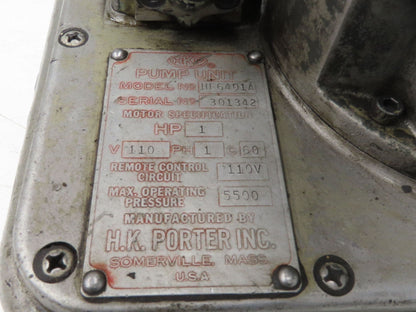 HKP
PUMP UNIT
MODEL No
SERIAL No. 301342
MOTOR SPECIFICATION
HP 1
V 110 PH 1 C 60
REMOTE CONTROL CIRCUIT 110V
MAX. OPERATING PRESSURE 5500
MANUFACTURED BY
H.K. PORTER INC.
SOMERVILLE, MASS.
U.S.A